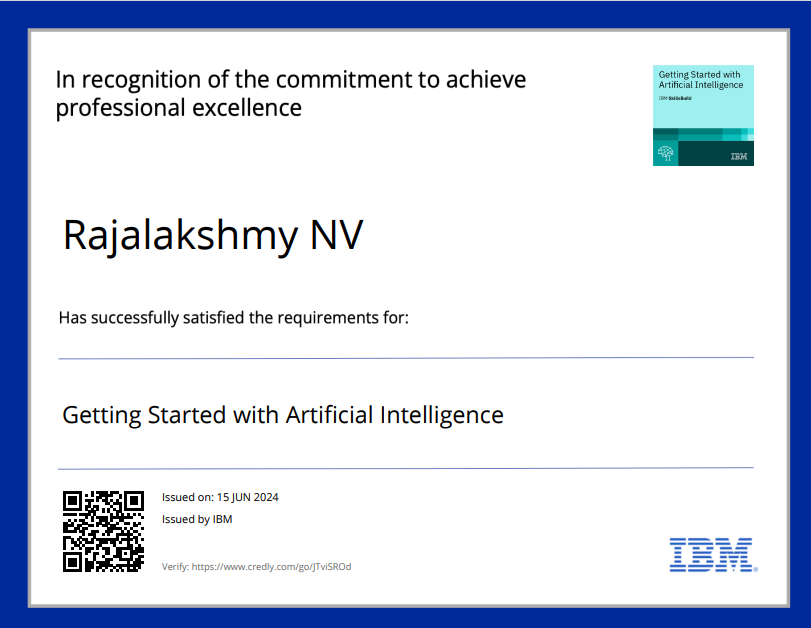 In recognition of the commitment to achieve
professional excellence
Getting Started with
Artificial Intelligence
IBM SkillsBuild
IBM
Rajalakshmy NV
Has successfully satisfied the requirements for:
Getting Started with Artificial Intelligence
Issued on: 15 JUN 2024
Issued by IBM
Verify: https://www.credly.com/go/JTviSROd
IBM®